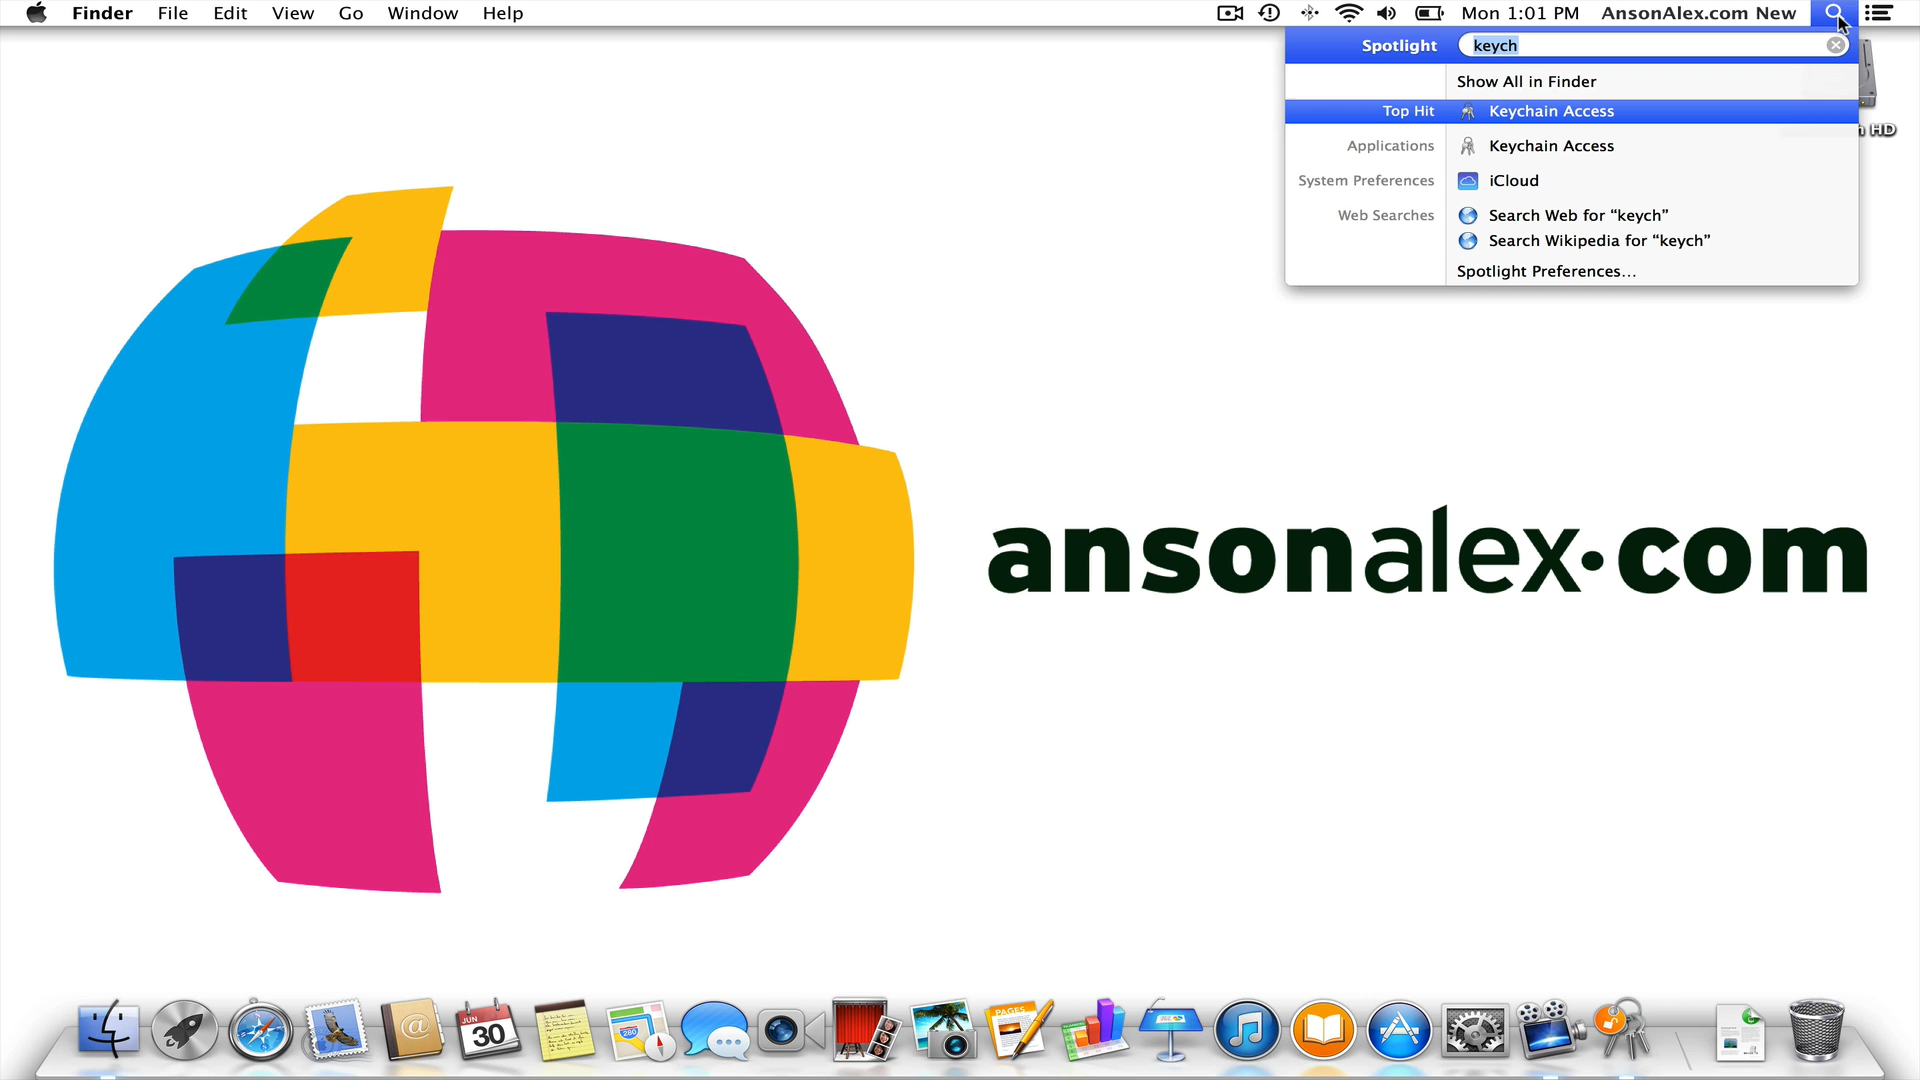 Finder File Edit View Go Window Help Mon 1:01 PM AnsonAlex.com New
Spotlight keych
Show All in Finder
Top Hit Keychain Access
Applications Keychain Access
System Preferences iCloud
Web Searches Search Web for “keych”
Search Wikipedia for “keych”
Spotlight Preferences…
HD
ansonalex.com
JUN
30
PAGES
280